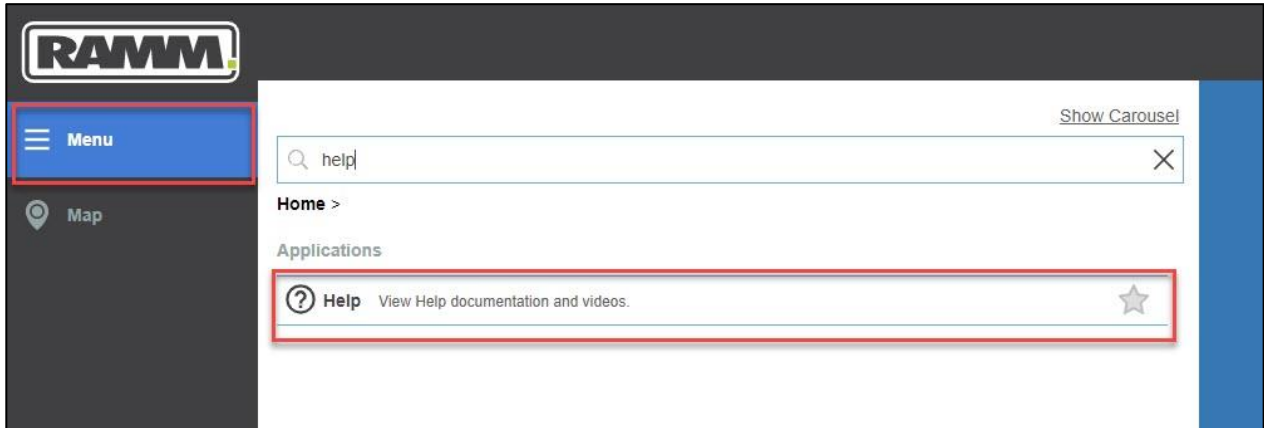 RAMM.
Menu
Map
Show Carousel
help
Home >
Applications
Help View Help documentation and videos.